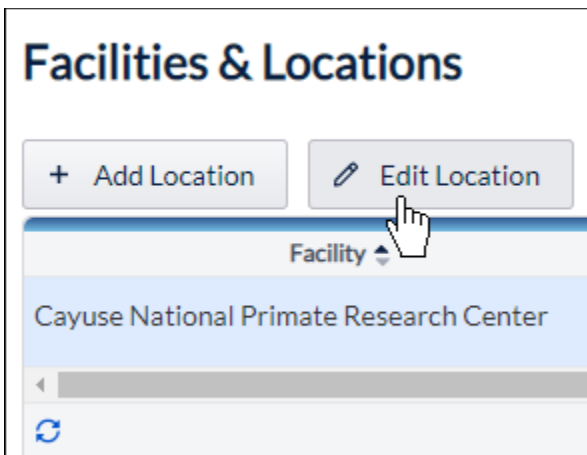 Facilities & Locations
+ Add Location
Edit Location
Facility
Cayuse National Primate Research Center